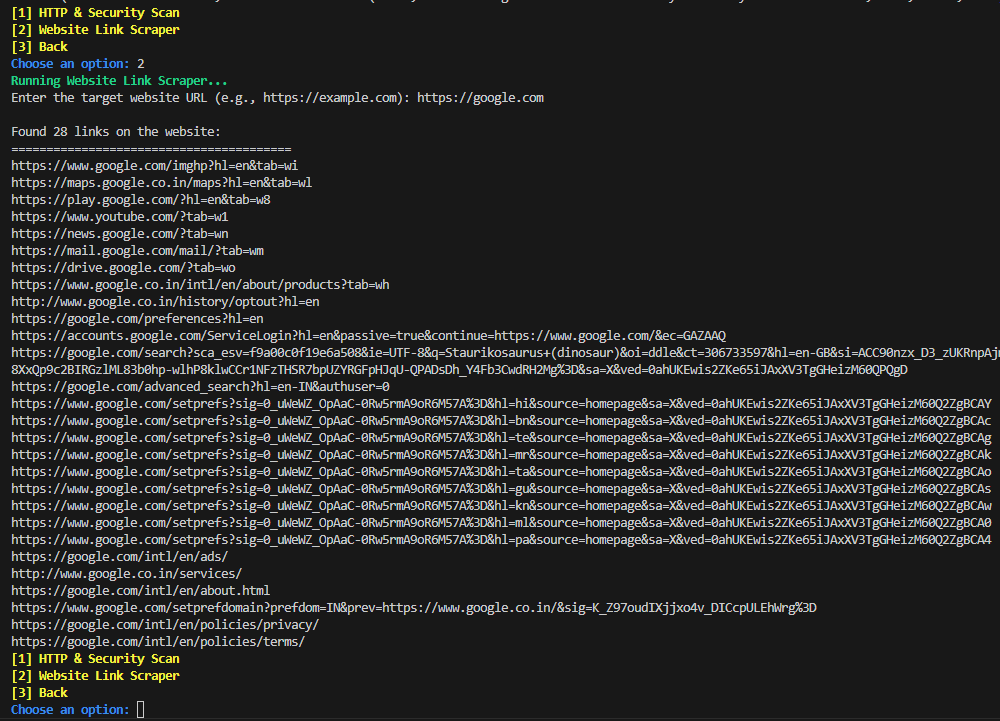 [1] HTTP & Security Scan
[2] Website Link Scraper
[3] Back
Choose an option: 2
Running Website Link Scraper...
Enter the target website URL (e.g., https://example.com): https://google.com
Found 28 links on the website:
========================================
https://www.google.com/imghp?hl=en&tab=wi
https://maps.google.co.in/maps?hl=en&tab=wl
https://play.google.com/?hl=en&tab=w8
https://www.youtube.com/?tab=w1
https://news.google.com/?tab=wn
https://mail.google.com/mail/?tab=wm
https://drive.google.com/?tab=wo
https://www.google.co.in/intl/en/about/products?tab=wh
http://www.google.co.in/history/optout?hl=en
https://google.com/preferences?hl=en
https://accounts.google.com/ServiceLogin?hl=en&passive=true&continue=https://www.google.com/&ec=GAZAAQ
https://google.com/search?sca_esv=f9a00c0f19e6a508&ie=UTF-8&q=Staurikosaurus+(dinosaur)&oi=ddle&ct=306733597&hl=en-GB&si=ACC90nzx_D3_zUKRnpAj
8XxQp9c2BIRGzlML83b0hp-wlhP8klwCCr1NFzTHSR7bpUZYRGFpHJqU-QPADsDh_Y4Fb3CwdRH2Mg%3D&sa=X&ved=0ahUKEwis2ZKe65iJAxXV3TgGHeizM60QPQgD
https://google.com/advanced_search?hl=en-IN&authuser=0
https://www.google.com/setprefs?sig=0_uWeWZ_OpAaC-0Rw5rmA9oR6M57A%3D&hl=hi&source=homepage&sa=X&ved=0ahUKEwis2ZKe65iJAxXV3TgGHeizM60Q2ZgBCAY
https://www.google.com/setprefs?sig=0_uWeWZ_OpAaC-0Rw5rmA9oR6M57A%3D&hl=bn&source=homepage&sa=X&ved=0ahUKEwis2ZKe65iJAxXV3TgGHeizM60Q2ZgBCAc
https://www.google.com/setprefs?sig=0_uWeWZ_OpAaC-0Rw5rmA9oR6M57A%3D&hl=te&source=homepage&sa=X&ved=0ahUKEwis2ZKe65iJAxXV3TgGHeizM60Q2ZgBCAg
https://www.google.com/setprefs?sig=0_uWeWZ_OpAaC-0Rw5rmA9oR6M57A%3D&hl=mr&source=homepage&sa=X&ved=0ahUKEwis2ZKe65iJAxXV3TgGHeizM60Q2ZgBCAk
https://www.google.com/setprefs?sig=0_uWeWZ_OpAaC-0Rw5rmA9oR6M57A%3D&hl=ta&source=homepage&sa=X&ved=0ahUKEwis2ZKe65iJAxXV3TgGHeizM60Q2ZgBCAo
https://www.google.com/setprefs?sig=0_uWeWZ_OpAaC-0Rw5rmA9oR6M57A%3D&hl=gu&source=homepage&sa=X&ved=0ahUKEwis2ZKe65iJAxXV3TgGHeizM60Q2ZgBCAs
https://www.google.com/setprefs?sig=0_uWeWZ_OpAaC-0Rw5rmA9oR6M57A%3D&hl=kn&source=homepage&sa=X&ved=0ahUKEwis2ZKe65iJAxXV3TgGHeizM60Q2ZgBCAw
https://www.google.com/setprefs?sig=0_uWeWZ_OpAaC-0Rw5rmA9oR6M57A%3D&hl=ml&source=homepage&sa=X&ved=0ahUKEwis2ZKe65iJAxXV3TgGHeizM60Q2ZgBCA0
https://www.google.com/setprefs?sig=0_uWeWZ_OpAaC-0Rw5rmA9oR6M57A%3D&hl=pa&source=homepage&sa=X&ved=0ahUKEwis2ZKe65iJAxXV3TgGHeizM60Q2ZgBCA4
https://google.com/intl/en/ads/
http://www.google.co.in/services/
https://google.com/intl/en/about.html
https://www.google.com/setprefdomain?prefdom=IN&prev=https://www.google.co.in/&sig=K_Z97oudIXjjxo4v_DICcpULEhWrg%3D
https://google.com/intl/en/policies/privacy/
https://google.com/intl/en/policies/terms/
[1] HTTP & Security Scan
[2] Website Link Scraper
[3] Back
Choose an option: